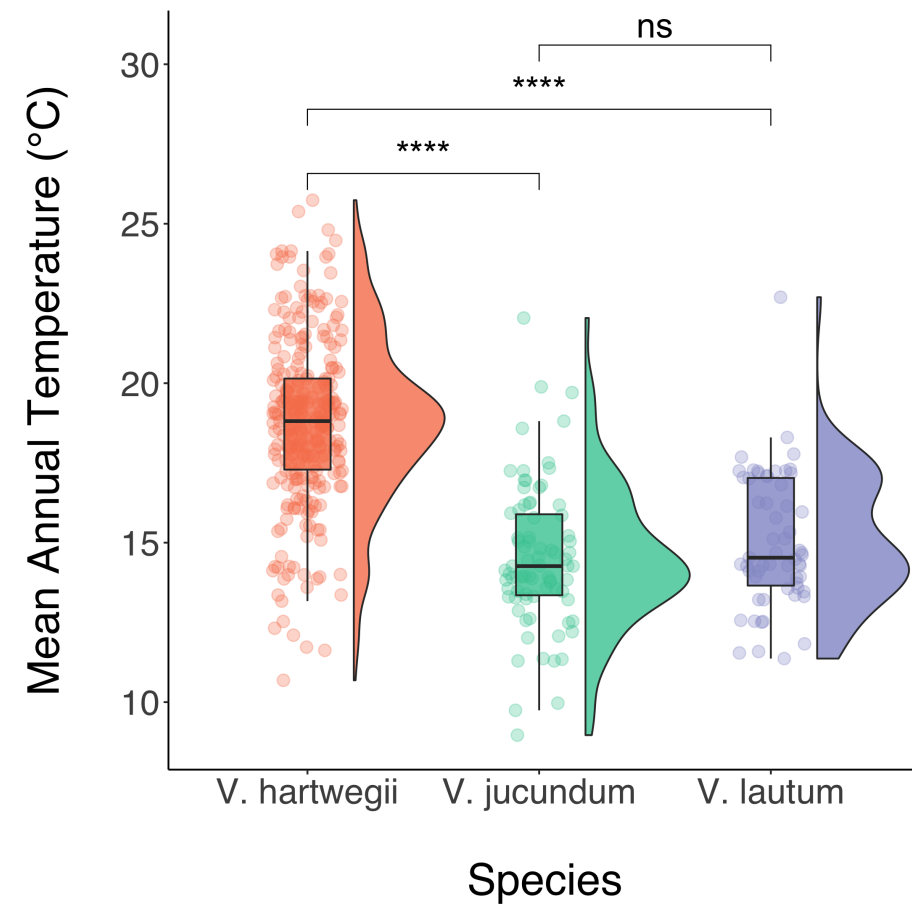 ns
****
****
Mean Annual Temperature (°C)
30
25
20
15
10
V. hartwegii
V. jucundum
V. lautum
Species